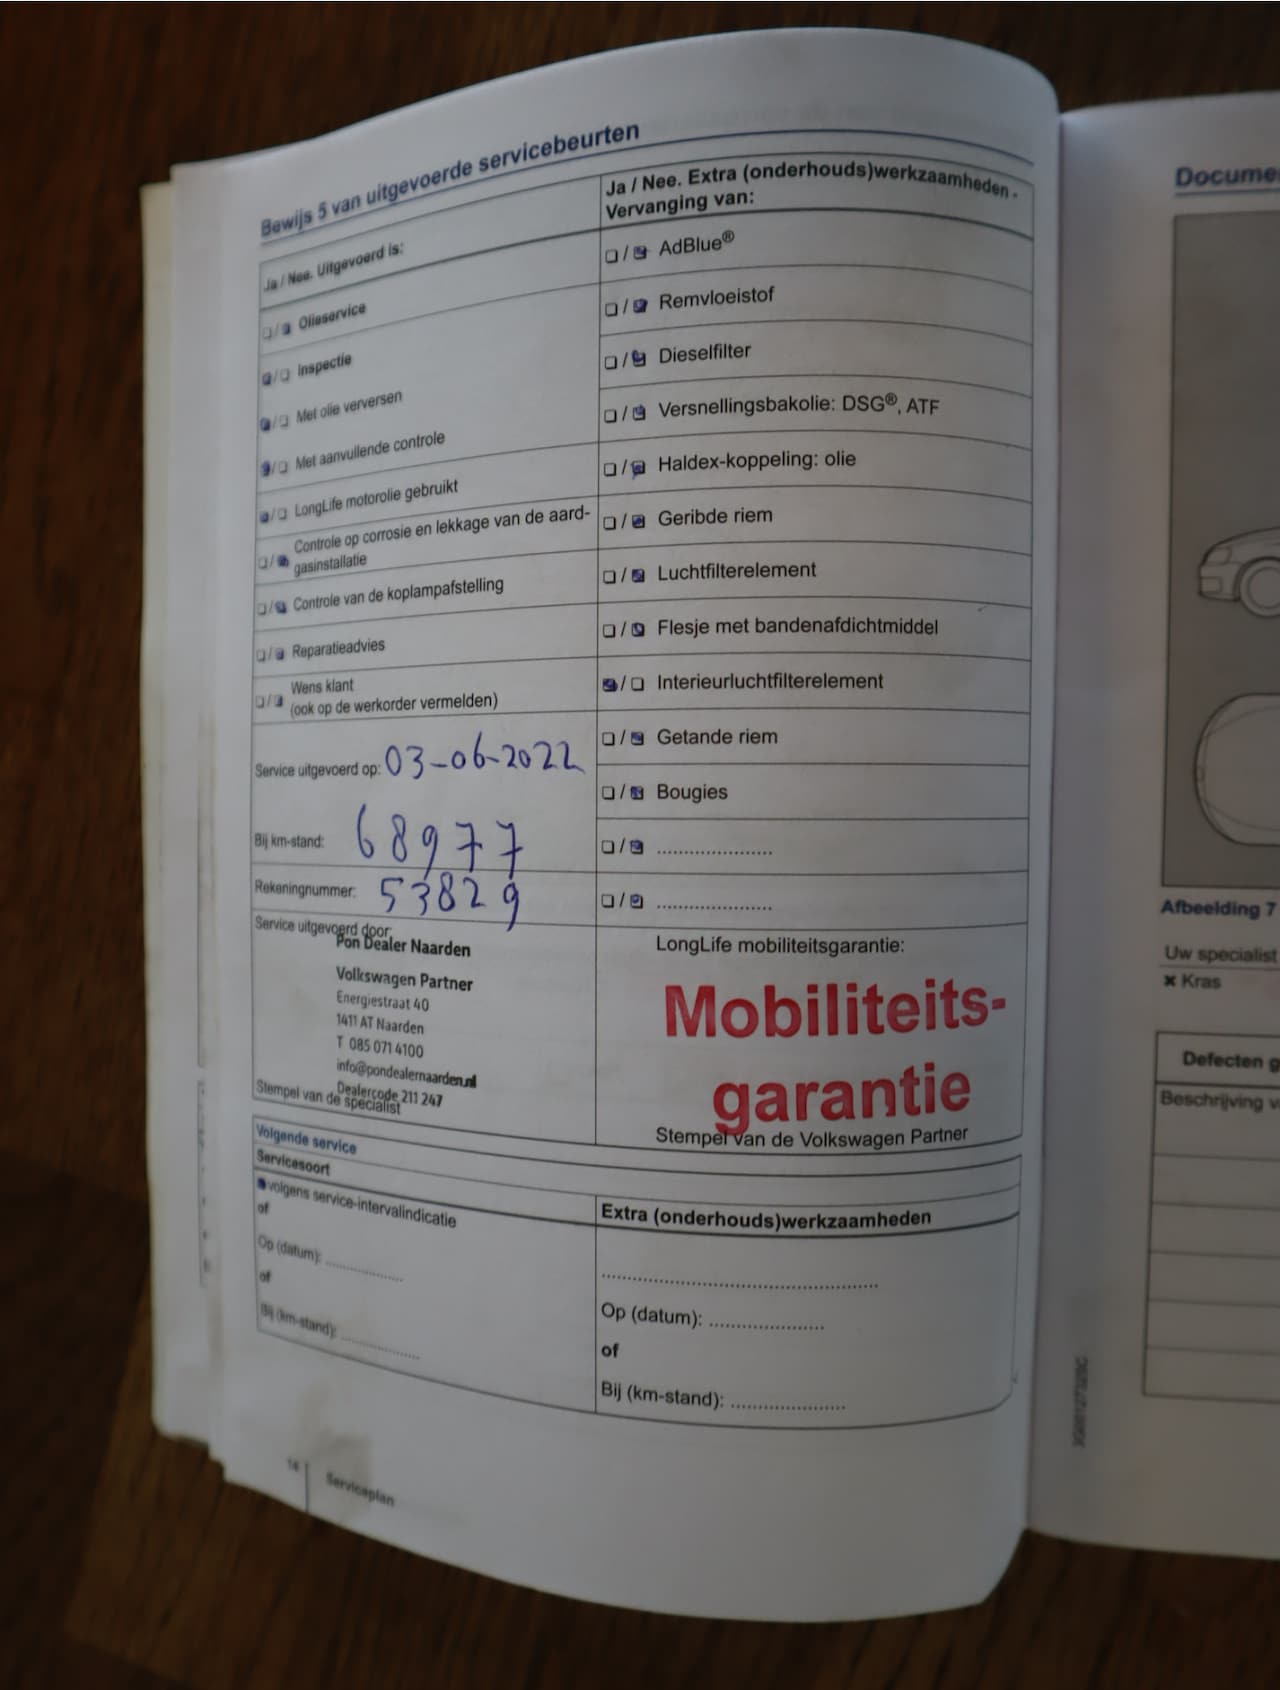 Bewijs 5 van uitgevoerde servicebeurten
Ja / Nee. Uitgevoerd is:
❑/❑ Olieservice
❑/❑ Inspectie
❑/❑ Met olie verversen
❑/❑ Met aanvullende controle
❑/❑ LongLife motorolie gebruikt
❑/❑ Controle op corrosie en lekkage van de aard-
gasinstallatie
❑/❑ Controle van de koplampafstelling
❑/❑ Reparatieadvies
❑/❑ Wens klant
(ook op de werkorder vermelden)
Service uitgevoerd op: 03-06-2022
Bij km-stand: 68977
Rekeningnummer: 53829
Service uitgevoerd door:
Pon Dealer Naarden
Volkswagen Partner
Energiestraat 40
1411 AT Naarden
T 085 071 4100
info@pondealernaarden.nl
Dealercode 211 247
Stempel van de specialist
Ja / Nee. Extra (onderhouds)werkzaamheden -
Vervanging van:
❑/❑ AdBlue®
❑/❑ Remvloeistof
❑/❑ Dieselfilter
❑/❑ Versnellingsbakolie: DSG®, ATF
❑/❑ Haldex-koppeling: olie
❑/❑ Geribde riem
❑/❑ Luchtfilterelement
❑/❑ Flesje met bandenafdichtmiddel
❑/❑ Interieurluchtfilterelement
❑/❑ Getande riem
❑/❑ Bougies
❑/❑ .....................
❑/❑ .....................
LongLife mobiliteitsgarantie:
Mobiliteits-
garantie
Stempel van de Volkswagen Partner
Volgende service
Servicesoort
volgens service-intervalindicatie
of
Op (datum): ..................
of
Bij (km-stand): ..................
Extra (onderhouds)werkzaamheden
..................................................
Op (datum): .....................
of
Bij (km-stand): .....................
14
Serviceplan
Docume
Afbeelding 7
Uw specialist
✖ Kras
Defecten g
Beschrijving v